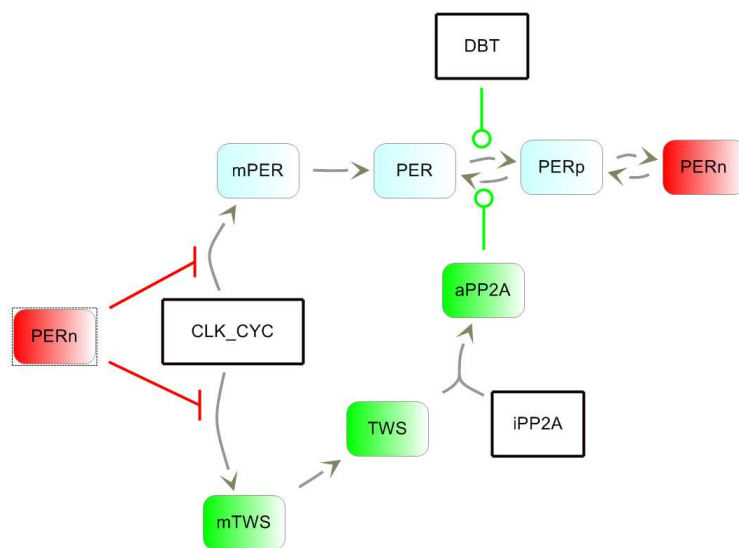 DBT
mPER
PER
PERp
PERn
aPP2A
PERn
CLK_CYC
TWS
iPP2A
mTWS